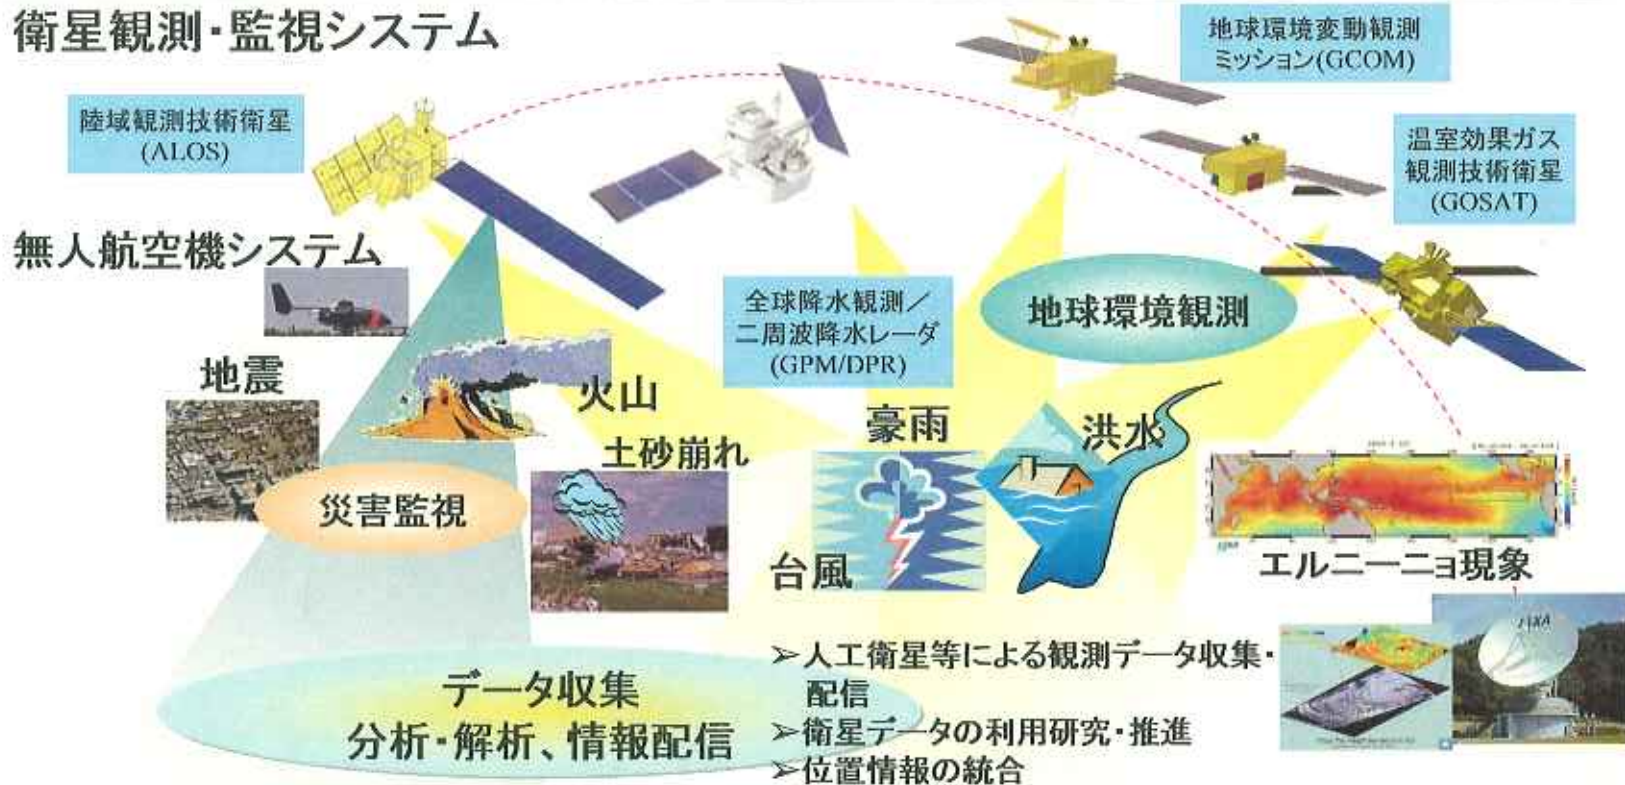 衛星観測・監視システム
陸域観測技術衛星
(ALOS)
地球環境変動観測
ミッション(GCOM)
温室効果ガス
観測技術衛星
(GOSAT)
無人航空機システム
全球降水観測／
二周波降水レーダ
(GPM/DPR)
地球環境観測
地震
火山
土砂崩れ
災害監視
豪雨
洪水
台風
エルニーニョ現象
データ収集
分析・解析、情報配信
➢人工衛星等による観測データ収集・
配信
➢衛星データの利用研究・推進
➢位置情報の統合